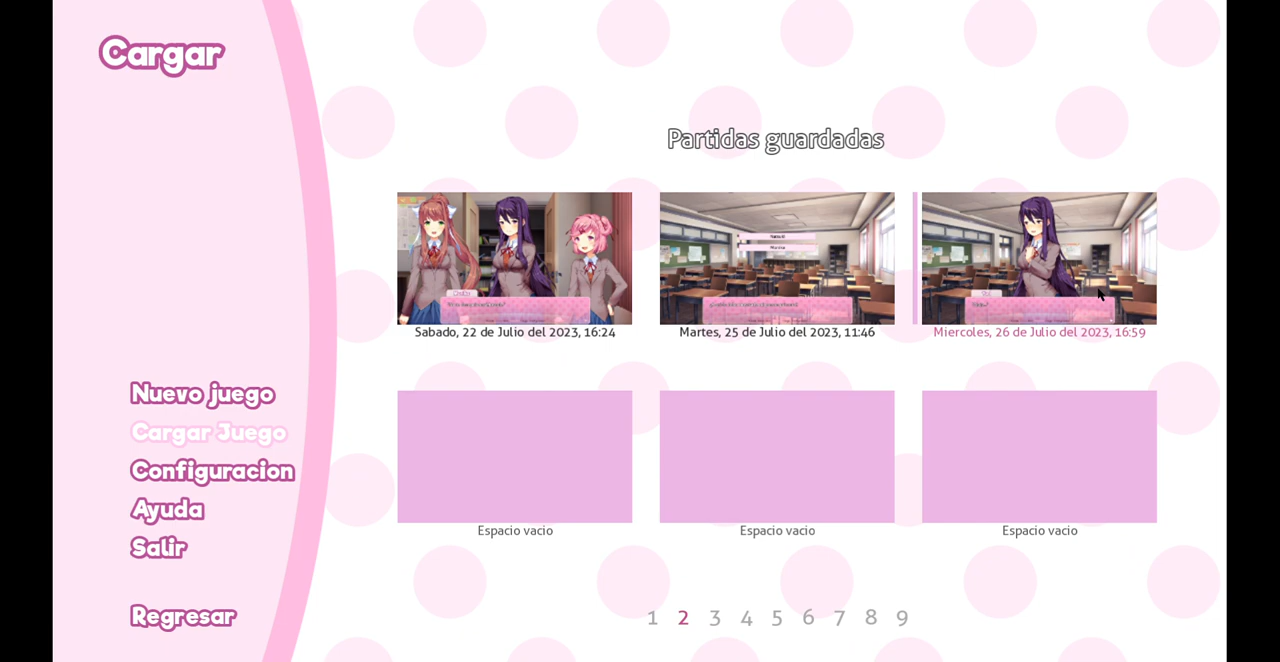 Cargar
Partidas guardadas
Sabado, 22 de Julio del 2023, 16:24
Martes, 25 de Julio del 2023, 11:46
Miercoles, 26 de Julio del 2023, 16:59
Nuevo juego
Cargar Juego
Configuracion
Ayuda
Salir
Espacio vacio
Espacio vacio
Espacio vacio
Regresar
1 2 3 4 5 6 7 8 9